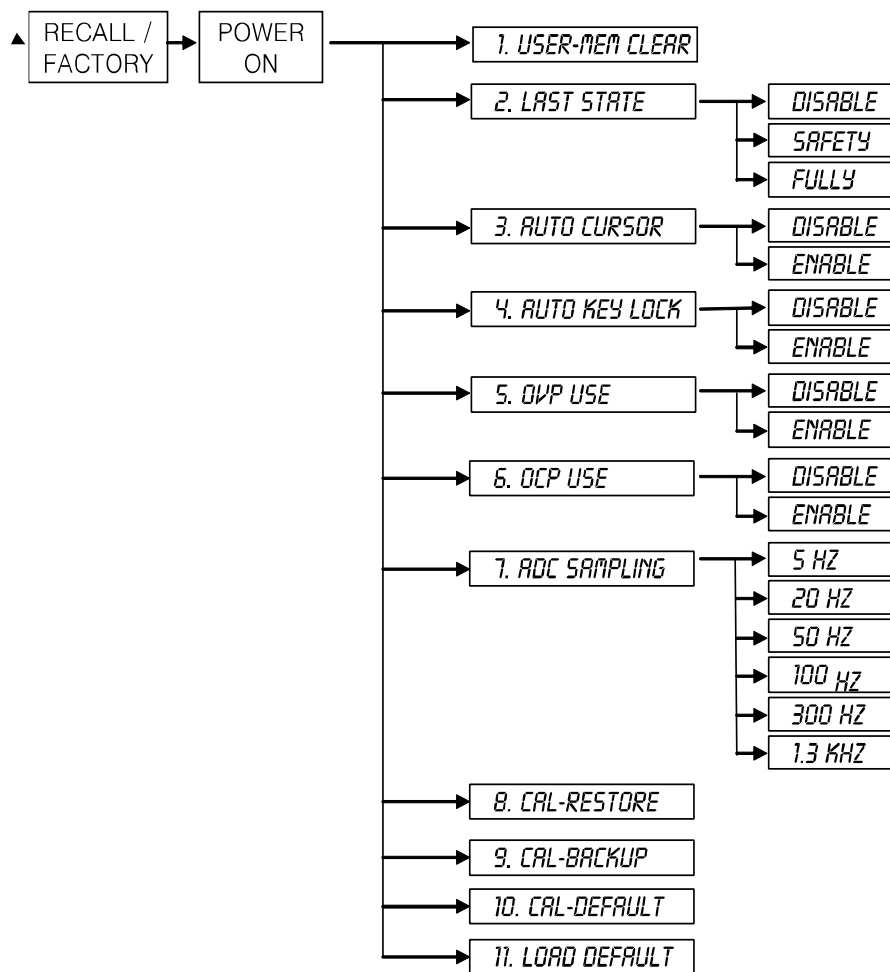 ▲ RECALL /
FACTORY
POWER
ON
1. USER-MEM CLEAR
2. LAST STATE
DISABLE
SAFETY
FULLY
3. AUTO CURSOR
DISABLE
ENABLE
4. AUTO KEY LOCK
DISABLE
ENABLE
5. OVP USE
DISABLE
ENABLE
6. OCP USE
DISABLE
ENABLE
7. ADC SAMPLING
5 HZ
20 HZ
50 HZ
100 HZ
300 HZ
1.3 KHZ
8. CAL-RESTORE
9. CAL-BACKUP
10. CAL-DEFAULT
11. LOAD DEFAULT